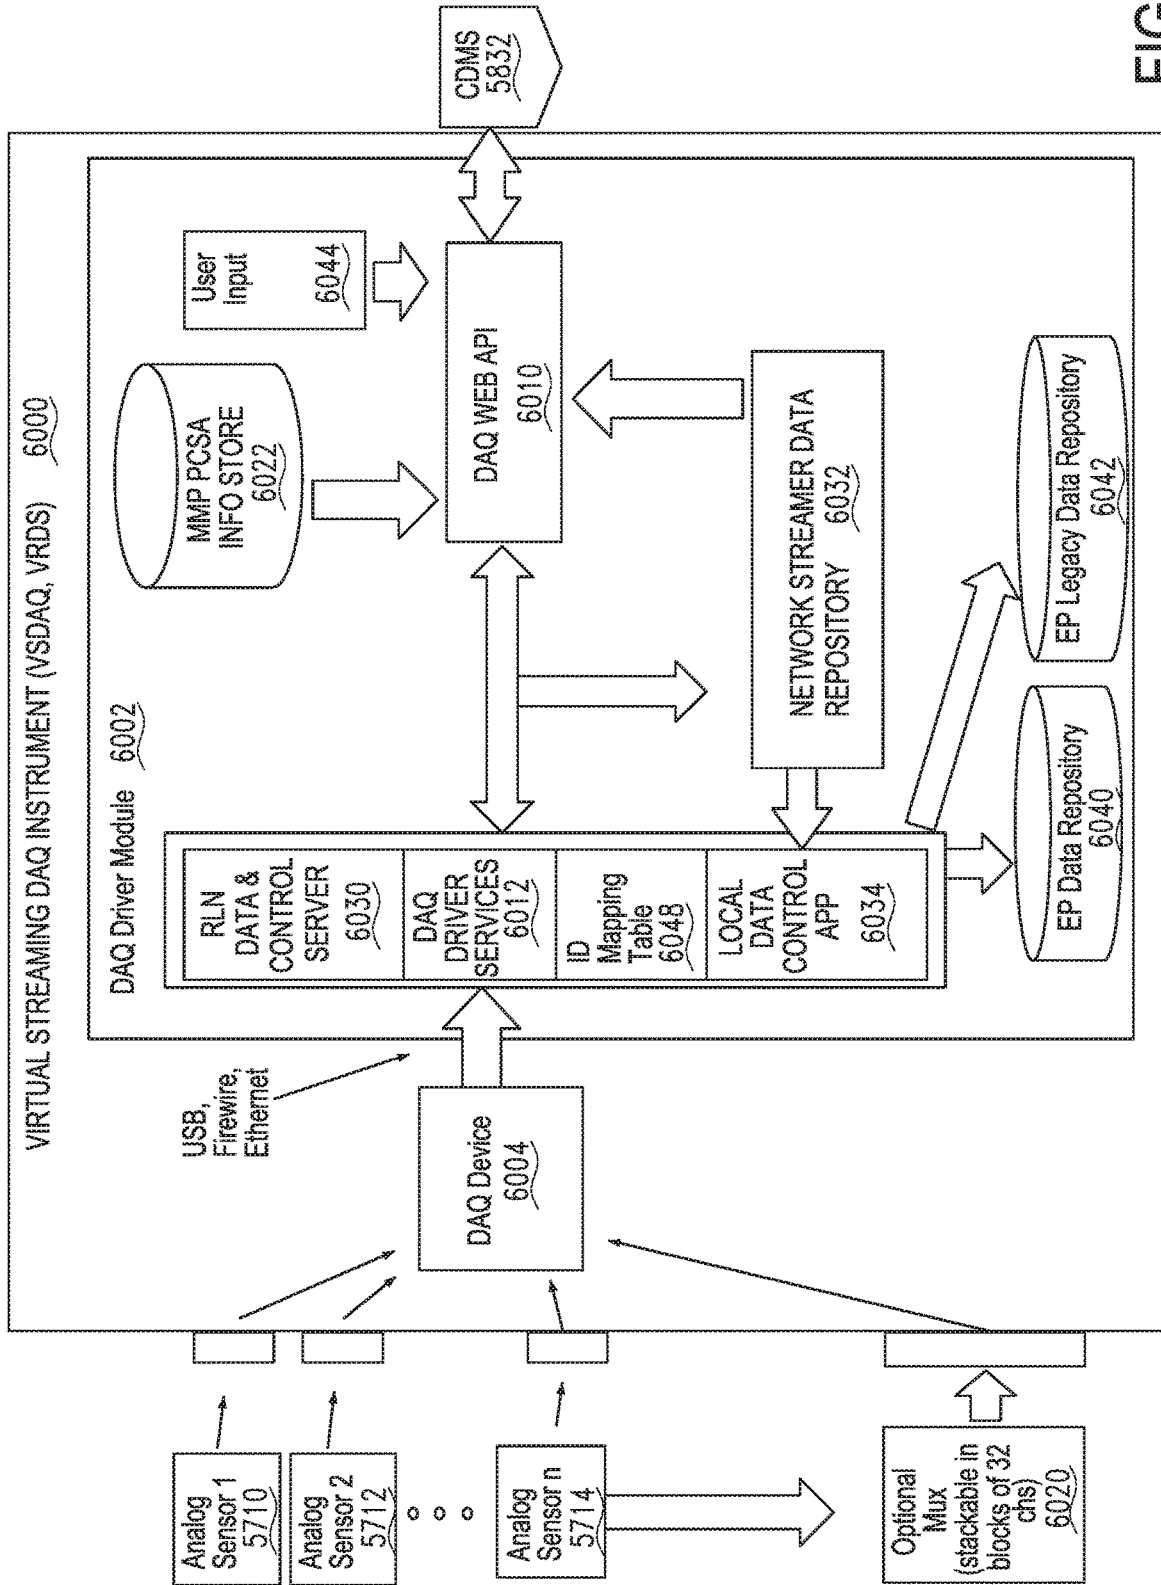 VIRTUAL STREAMING DAQ INSTRUMENT (VSDAQ, VRDS) 6000
DAQ Driver Module 6002
Analog
Sensor 1
5710
Analog
Sensor 2
5712
Analog
Sensor n
5714
Optional
Mux
(stackable in
blocks of 32
chs)
6020
USB,
Firewire,
Ethernet
DAQ Device
6004
RLN
DATA &
CONTROL
SERVER
6030
DAQ
DRIVER
SERVICES
6012
ID
Mapping
Table
6048
LOCAL
DATA
CONTROL
APP
6034
MMP PCSA
INFO STORE
6022
User
Input
6044
DAQ WEB API
6010
CDMS
5832
NETWORK STREAMER DATA
REPOSITORY 6032
EP Data Repository
6040
EP Legacy Data Repository
6042